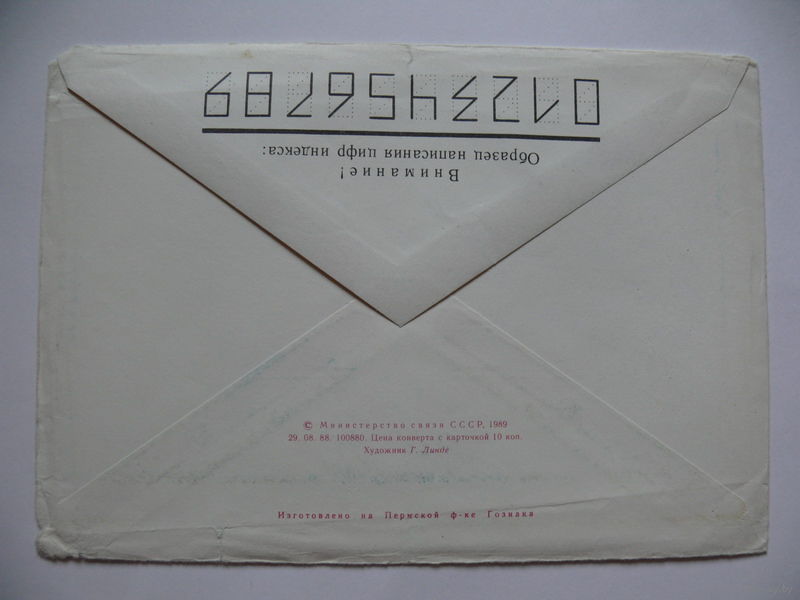 Внимание!
Образец написания цифр индекса:
0123456789
© Министерство связи СССР, 1989
29. 08. 88. 100880. Цена конверта с карточкой 10 коп.
Художник Г. Линде
Изготовлено на Пермской ф-ке Гознака